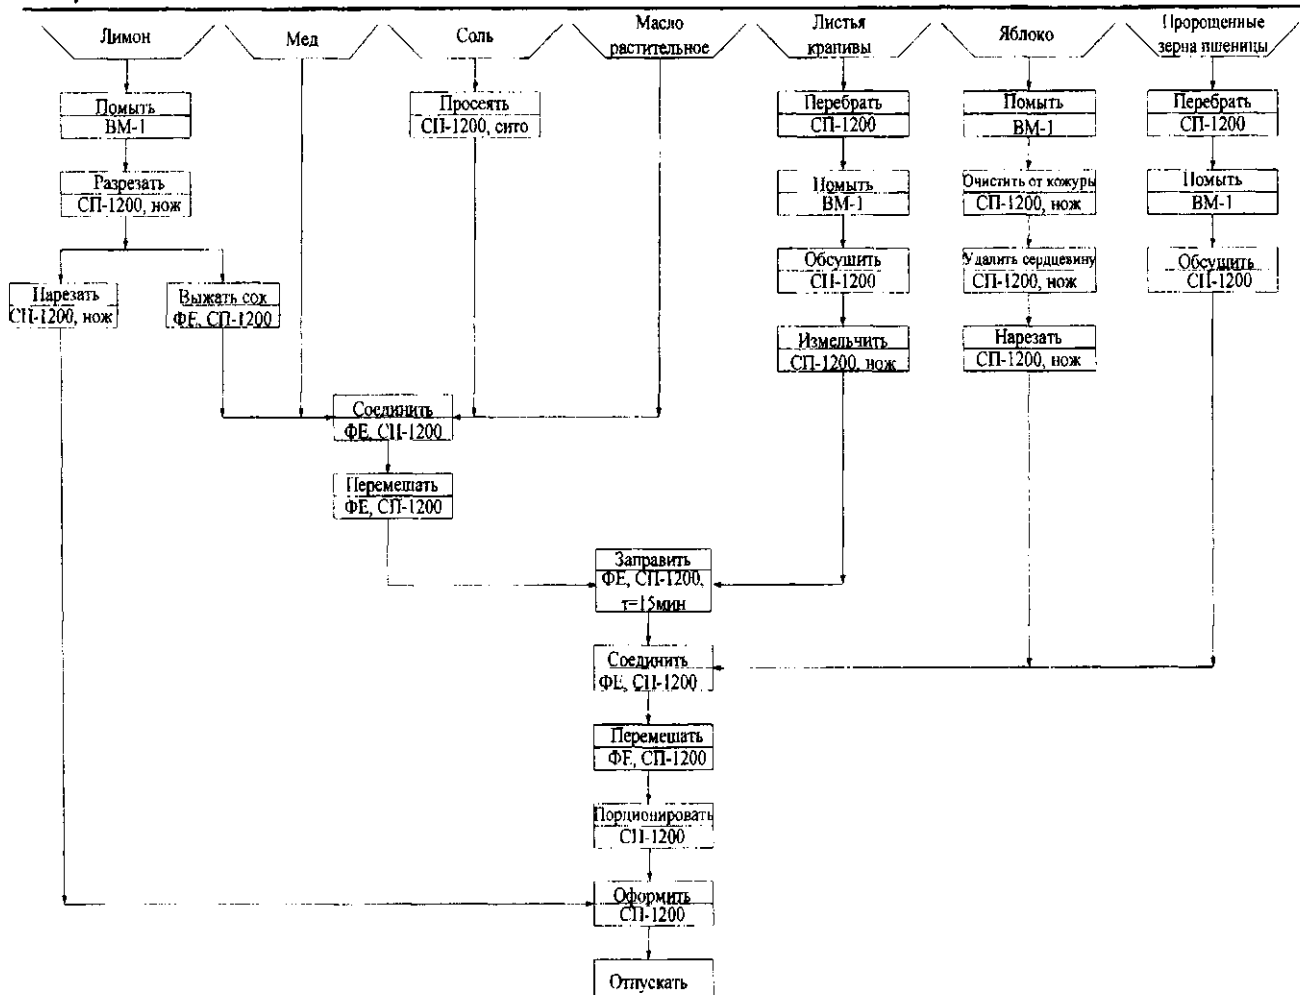 Лимон
Мед
Соль
Масло
растительное
Листья
крапивы
Яблоко
Пророщенные
зерна пшеницы
Помыть
ВМ-1
Просеять
СП-1200, сито
Перебрать
СП-1200
Помыть
ВМ-1
Перебрать
СП-1200
Разрезать
СП-1200, нож
Помыть
ВМ-1
Очистить от кожуры
СП-1200, нож
Помыть
ВМ-1
Нарезать
СП-1200, нож
Выжать сок
ФЕ, СП-1200
Обсушить
СП-1200
Удалить сердцевину
СП-1200, нож
Обсушить
СП-1200
Измельчить
СП-1200, нож
Нарезать
СП-1200, нож
Соединить
ФЕ, СП-1200
Перемешать
ФЕ, СП-1200
Заправить
ФЕ, СП-1200,
τ=15мин
Соединить
ФЕ, СП-1200
Перемешать
ФЕ, СП-1200
Порционировать
СП-1200
Оформить
СП-1200
Отпускать